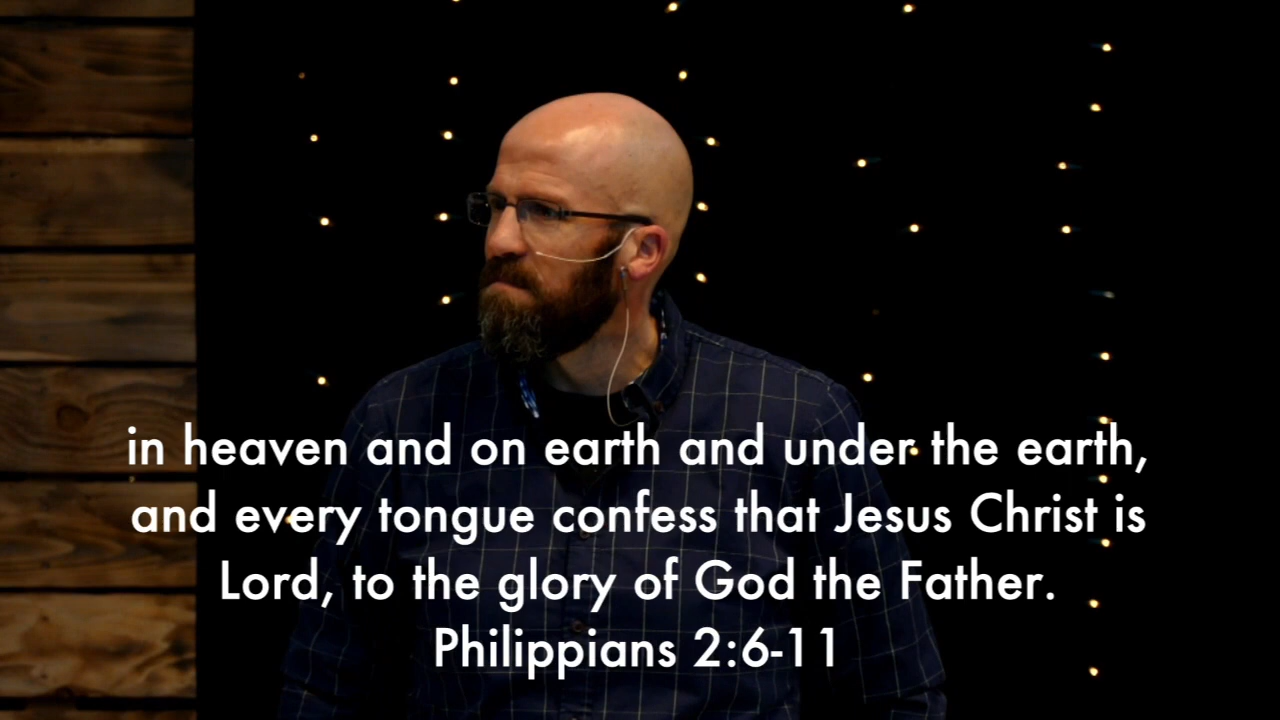 in heaven and on earth and under the earth,
and every tongue confess that Jesus Christ is
Lord, to the glory of God the Father.
Philippians 2:6-11